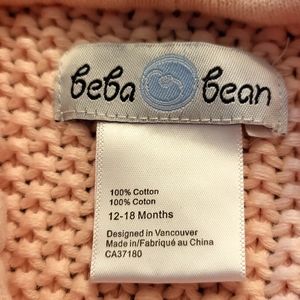 beba bean
100% Cotton
100% Coton
12-18 Months
Designed in Vancouver
Made in/Fabriqué au China
CA37180